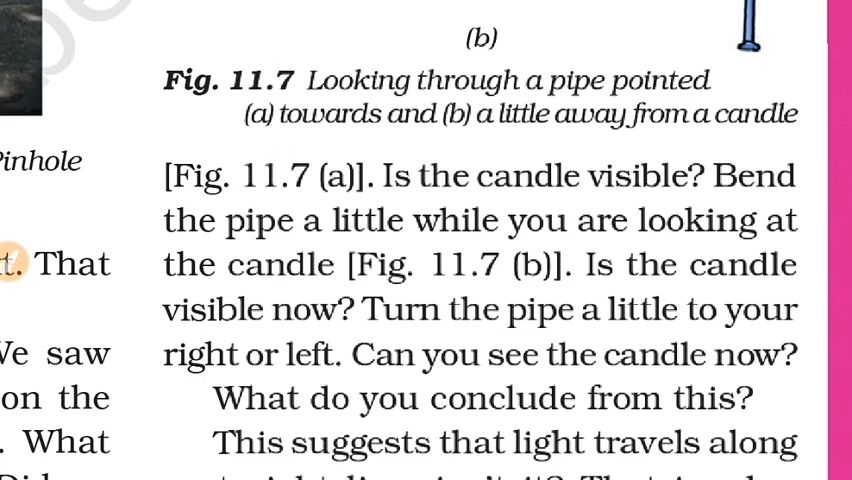 Pinhole
t. That
We saw
on the
. What
(b)
Fig. 11.7 Looking through a pipe pointed
(a) towards and (b) a little away from a candle
[Fig. 11.7 (a)]. Is the candle visible? Bend
the pipe a little while you are looking at
the candle [Fig. 11.7 (b)]. Is the candle
visible now? Turn the pipe a little to your
right or left. Can you see the candle now?
What do you conclude from this?
This suggests that light travels along